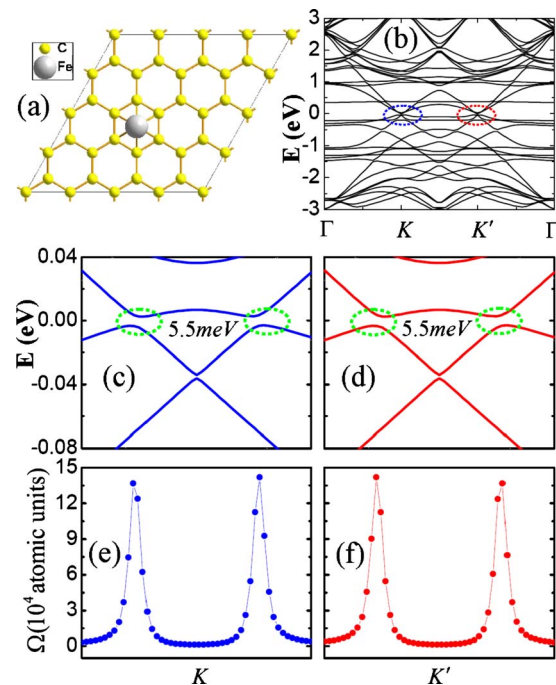 C
Fe
(a)
(b)
E (eV)
3
2
1
0
-1
-2
-3
Γ K K′ Γ
E (eV)
0.04
0.00
-0.04
-0.08
5.5meV
(c)
5.5meV
(d)
Ω(10⁴ atomic units)
15
12
9
6
3
0
(e)
(f)
K
K′